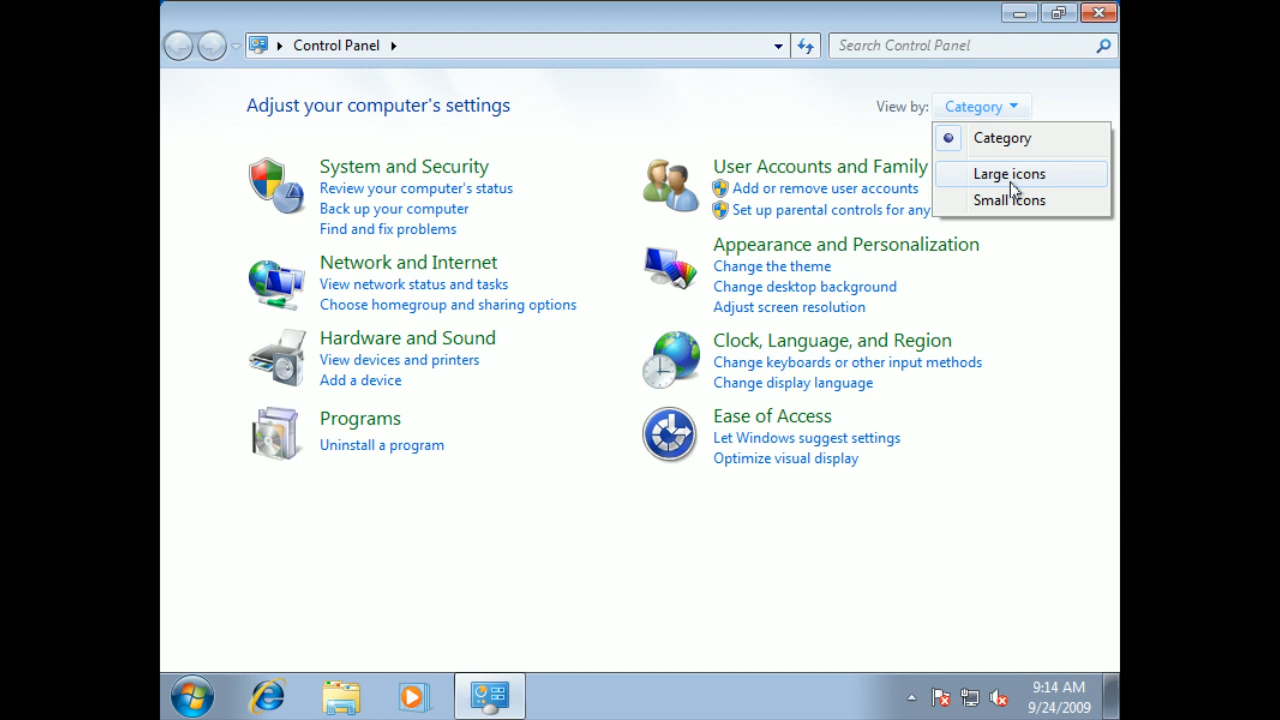 Control Panel
Search Control Panel
Adjust your computer's settings
View by: Category
Category
Large icons
Small icons
System and Security
Review your computer's status
Back up your computer
Find and fix problems
Network and Internet
View network status and tasks
Choose homegroup and sharing options
Hardware and Sound
View devices and printers
Add a device
Programs
Uninstall a program
User Accounts and Family
Add or remove user accounts
Set up parental controls for any
Appearance and Personalization
Change the theme
Change desktop background
Adjust screen resolution
Clock, Language, and Region
Change keyboards or other input methods
Change display language
Ease of Access
Let Windows suggest settings
Optimize visual display
9:14 AM
9/24/2009